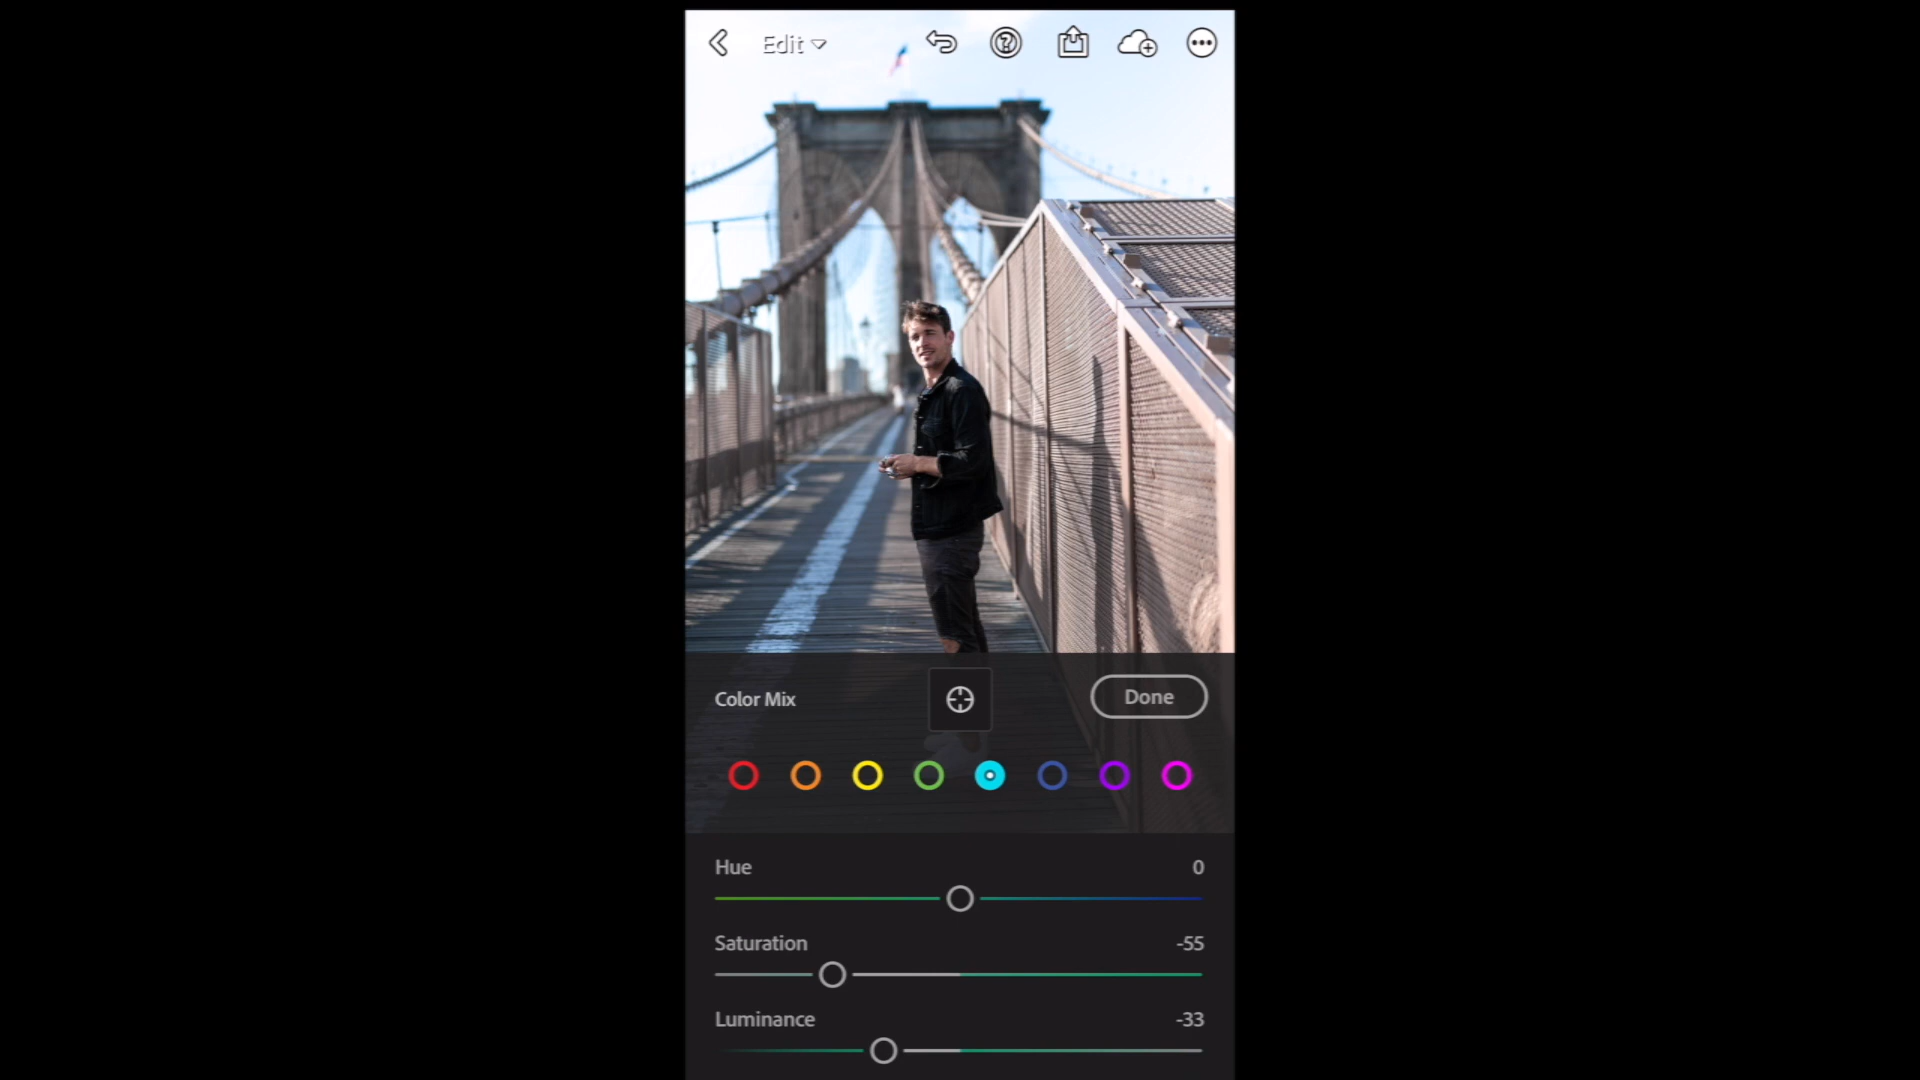 Edit
Color Mix
Done
Hue 0
Saturation -55
Luminance -33